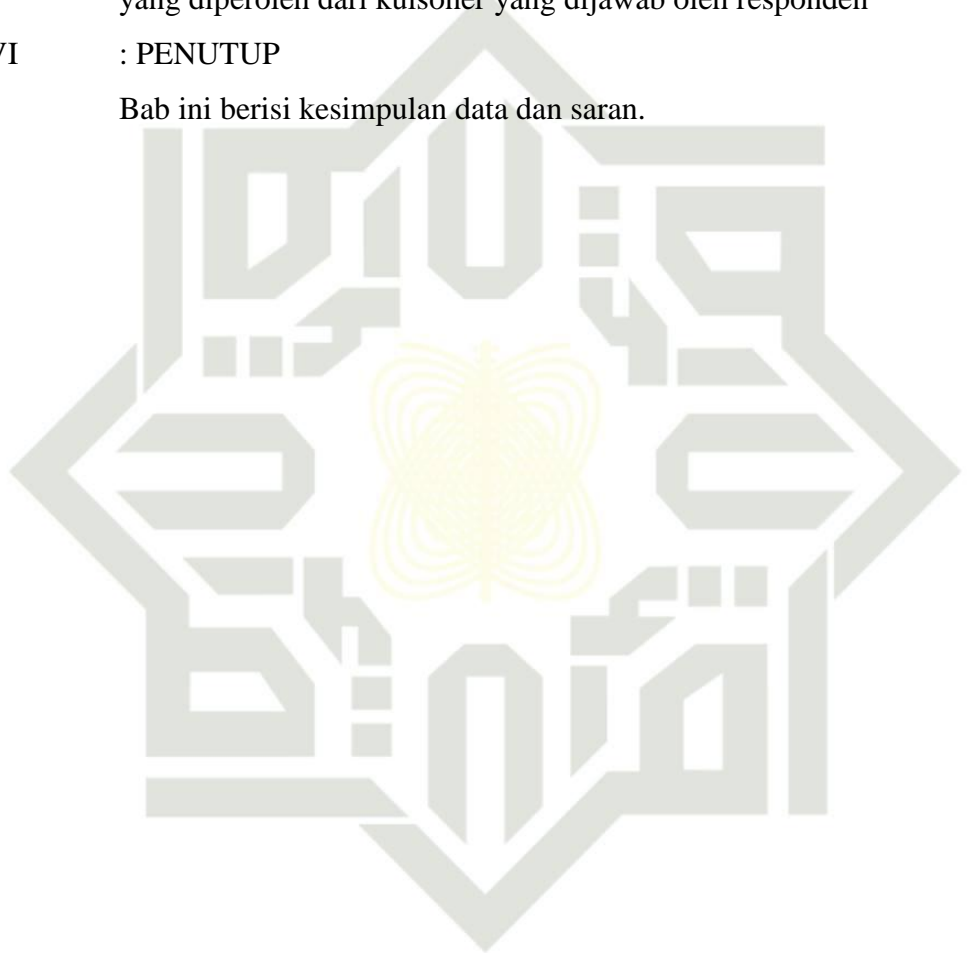 yang diperoleh dari kuisoner yang dijawab oleh responden
VI : PENUTUP
Bab ini berisi kesimpulan data dan saran.